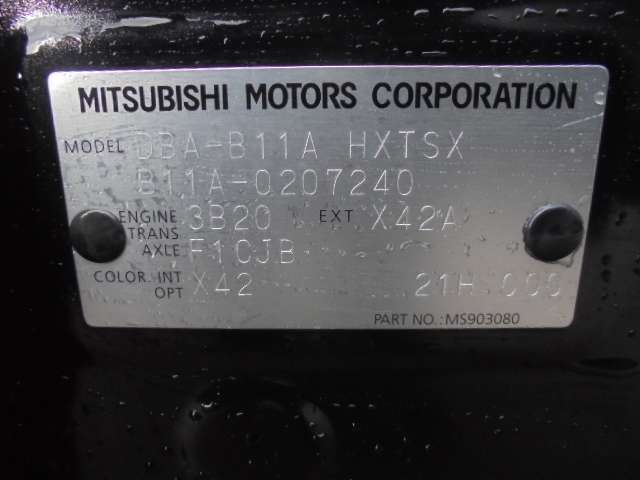 MITSUBISHI MOTORS CORPORATION
MODEL DBA-B11A HXTSX
B11A-0207240
ENGINE 3B20 EXT X42A
TRANS
AXLE F1CJB
COLOR. INT X42 21H 000
OPT
PART NO.: MS903080